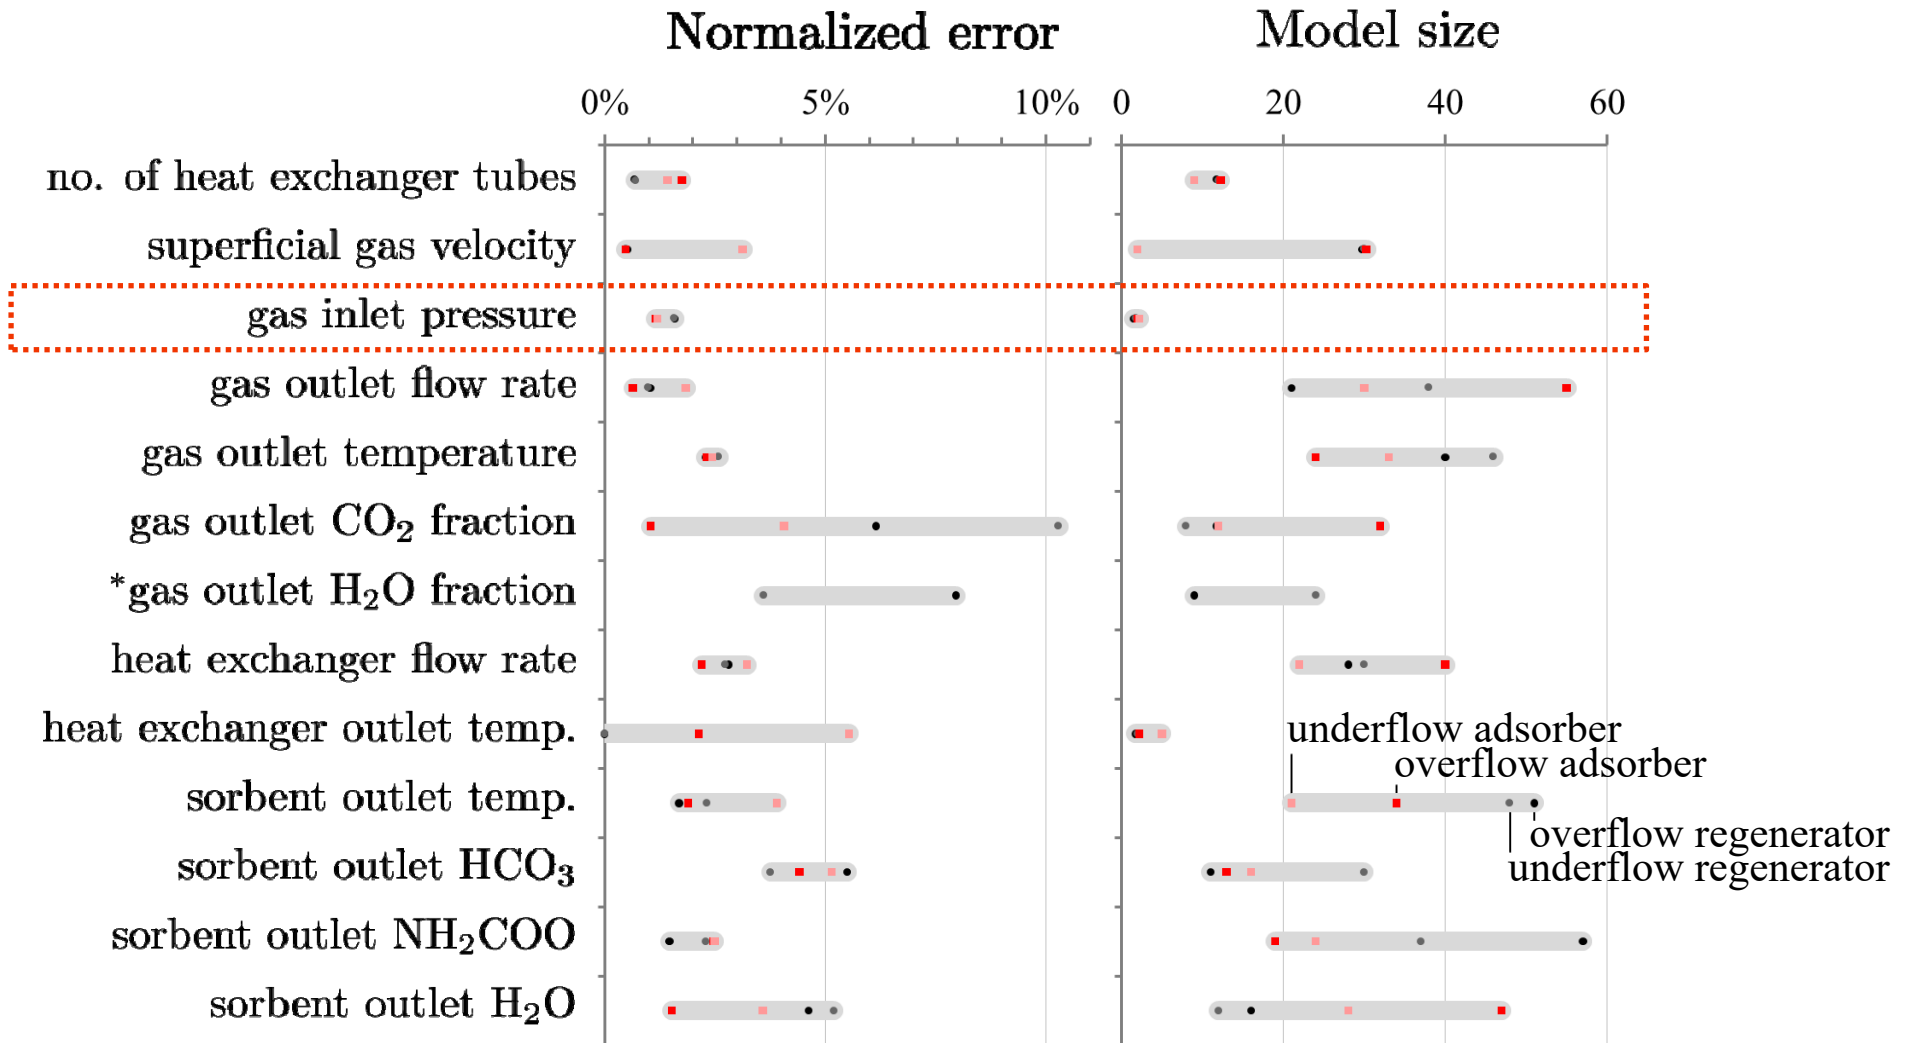 Normalized error Model size
0% 5% 10% 0 20 40 60
no. of heat exchanger tubes
superficial gas velocity
gas inlet pressure
gas outlet flow rate
gas outlet temperature
gas outlet CO₂ fraction
*gas outlet H₂O fraction
heat exchanger flow rate
heat exchanger outlet temp.
underflow adsorber
overflow adsorber
sorbent outlet temp.
overflow regenerator
sorbent outlet HCO₃
underflow regenerator
sorbent outlet NH₂COO
sorbent outlet H₂O